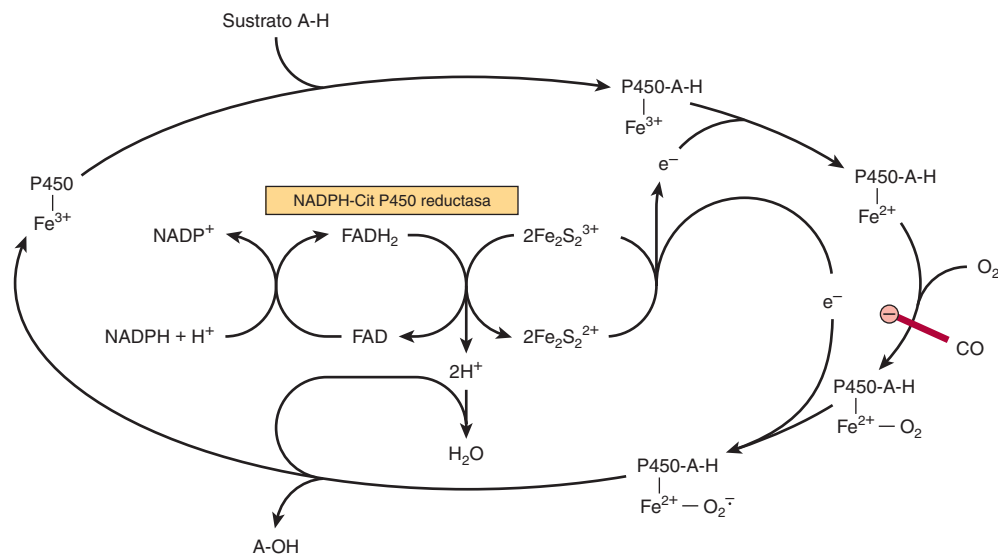 Sustrato A-H
P450-A-H
Fe³⁺
e⁻
P450-A-H
Fe²⁺
P450
Fe³⁺
NADPH-Cit P450 reductasa
NADP⁺
FADH₂
2Fe₂S₂³⁺
O₂
e⁻
NADPH + H⁺
FAD
2Fe₂S₂²⁺
−
CO
2H⁺
P450-A-H
Fe²⁺ — O₂
H₂O
P450-A-H
Fe²⁺ — O₂⁻̇
A-OH